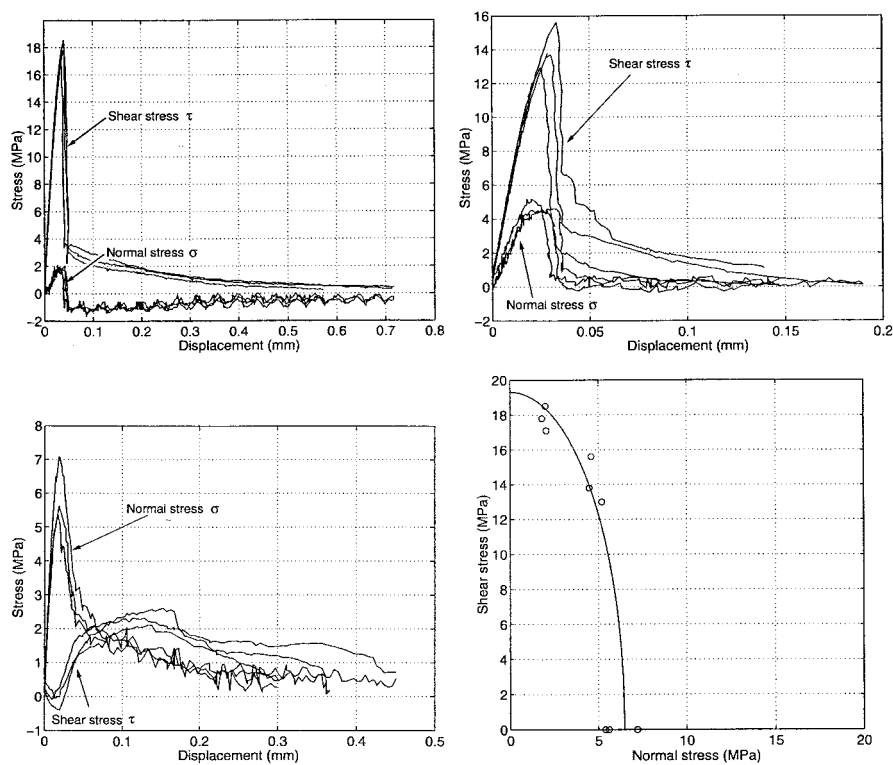 20
18
16
14
12
10
8
6
4
2
0
−2
Stress (MPa)
Shear stress τ
Normal stress σ
0 0.1 0.2 0.3 0.4 0.5 0.6 0.7 0.8
Displacement (mm)
16
14
12
10
8
6
4
2
0
−2
Stress (MPa)
Shear stress τ
Normal stress σ
0 0.05 0.1 0.15 0.2
Displacement (mm)
8
7
6
5
4
3
2
1
0
−1
Stress (MPa)
Normal stress σ
Shear stress τ
0 0.1 0.2 0.3 0.4 0.5
Displacement (mm)
20
18
16
14
12
10
8
6
4
2
0
Shear stress (MPa)
0 5 10 15 20
Normal stress (MPa)